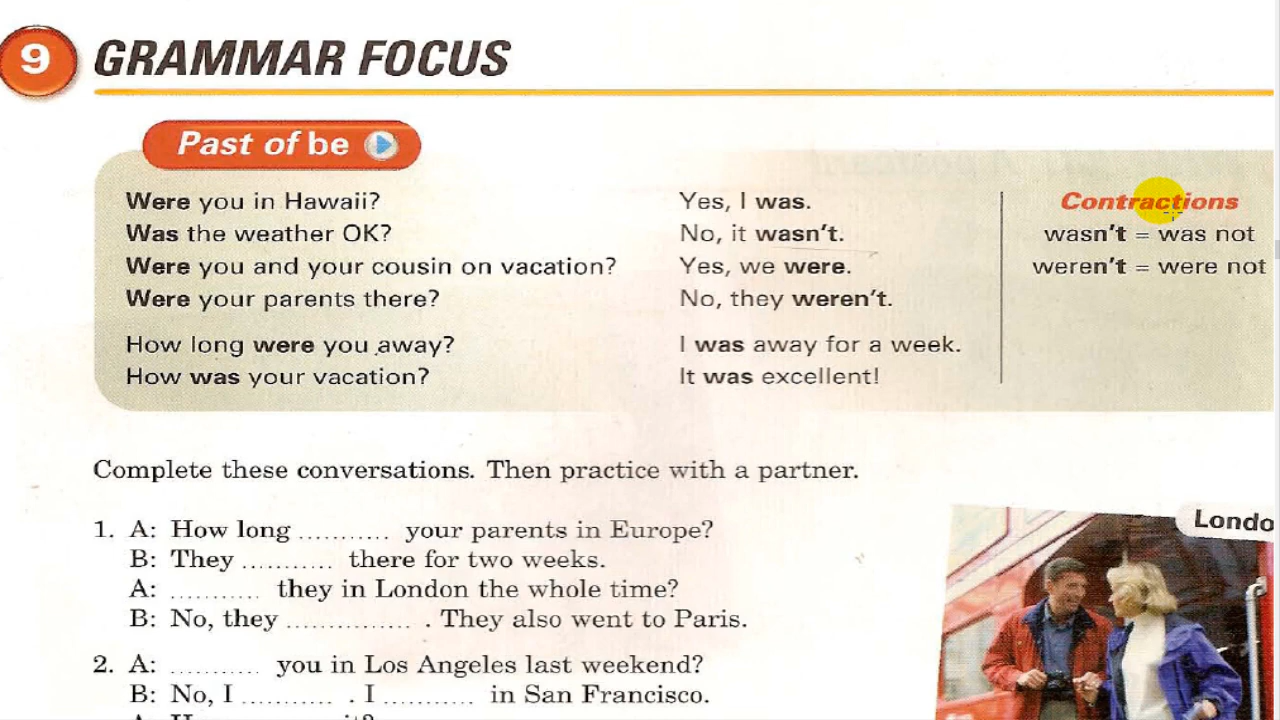 9 GRAMMAR FOCUS
Past of be
Were you in Hawaii? Yes, I was. Contractions
Was the weather OK? No, it wasn't. wasn't = was not
Were you and your cousin on vacation? Yes, we were. weren't = were not
Were your parents there? No, they weren't.
How long were you away? I was away for a week.
How was your vacation? It was excellent!
Complete these conversations. Then practice with a partner.
1. A: How long ........... your parents in Europe?
B: They ........... there for two weeks.
A: ........... they in London the whole time?
B: No, they ............... . They also went to Paris.
2. A: ........... you in Los Angeles last weekend?
B: No, I ........... . I ........... in San Francisco.
Londo